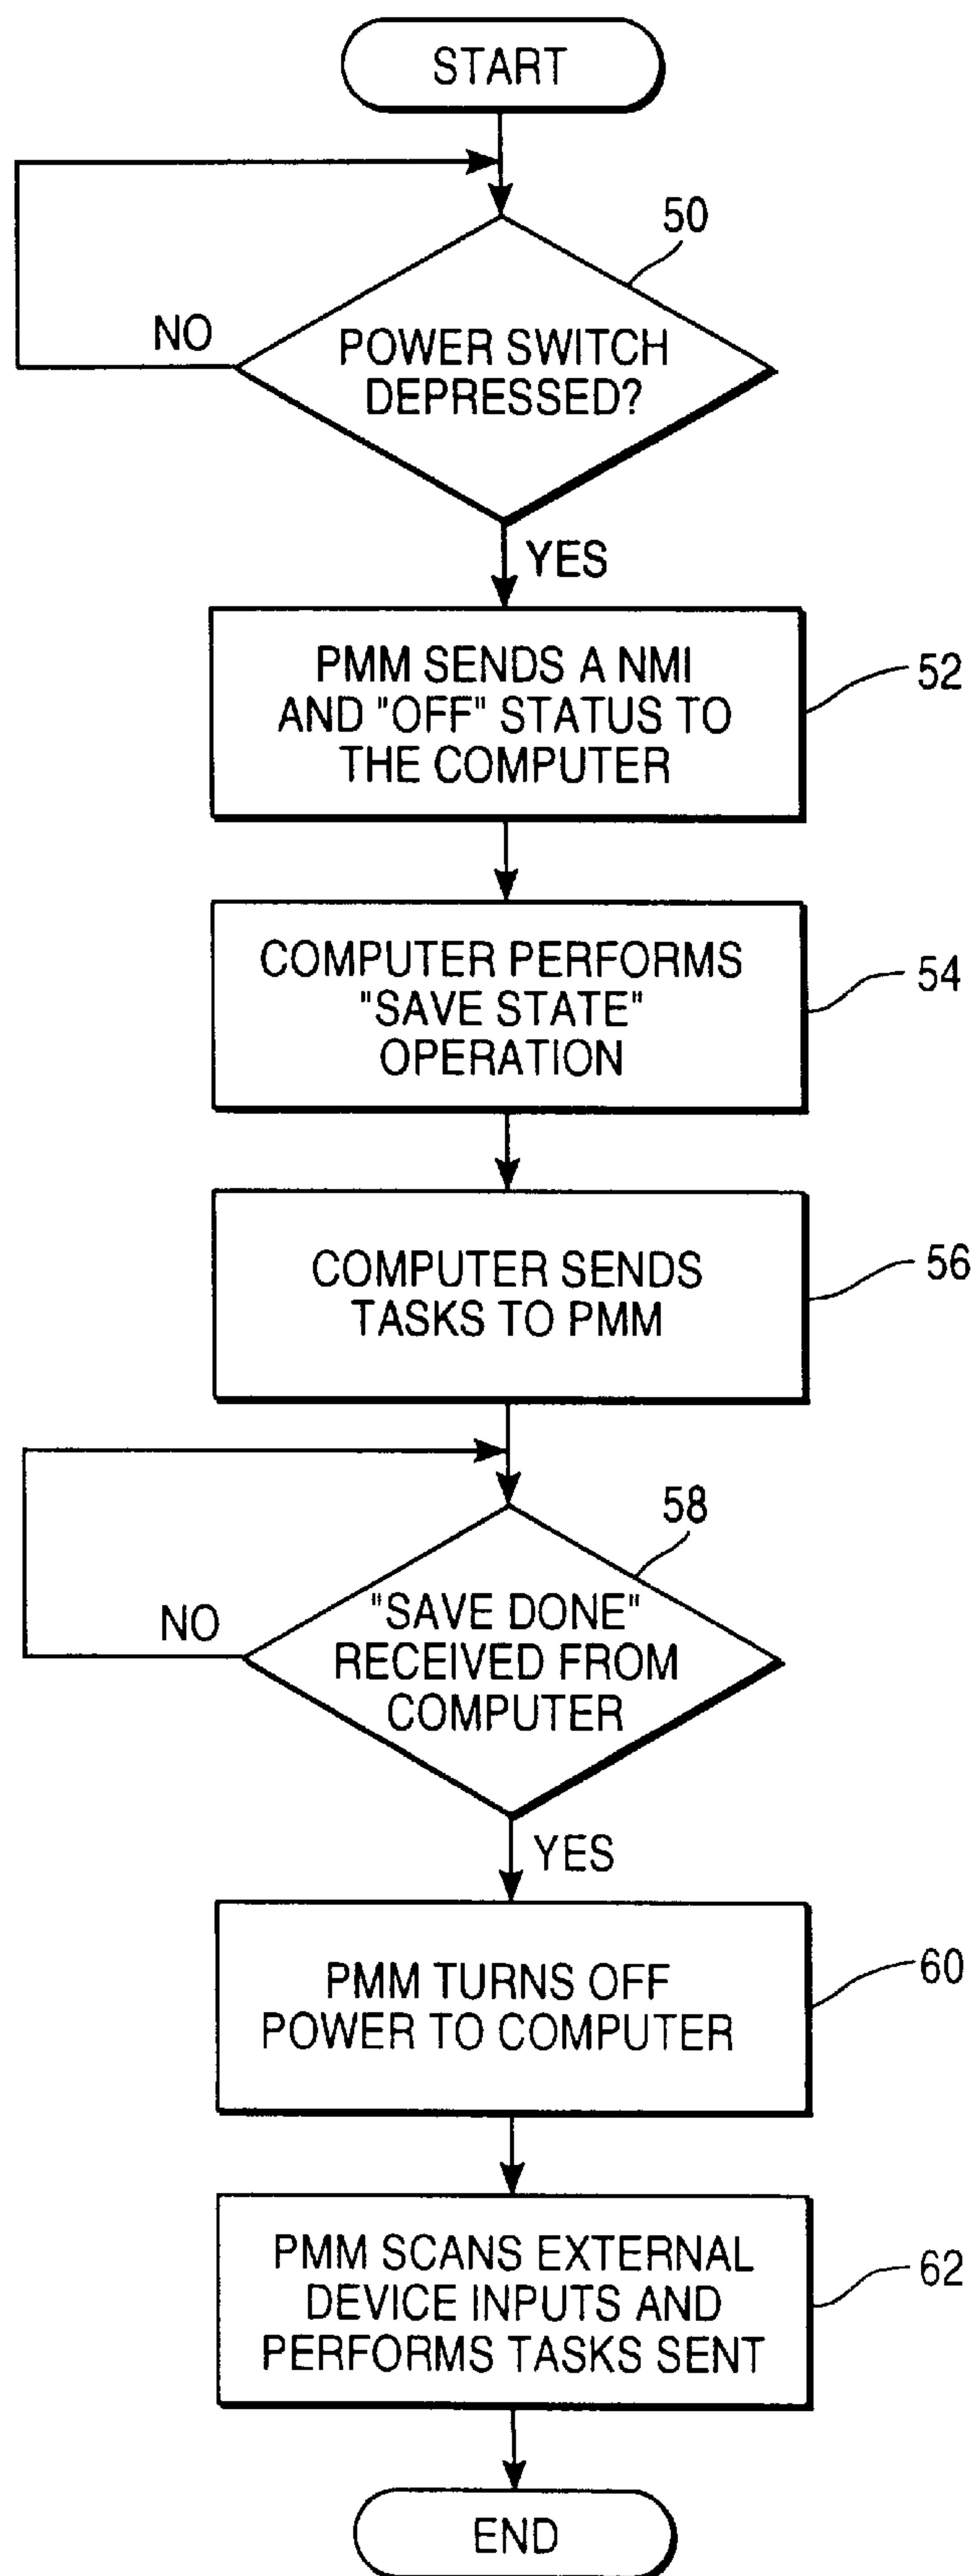 START
50
NO
POWER SWITCH
DEPRESSED?
YES
PMM SENDS A NMI
AND "OFF" STATUS TO
THE COMPUTER
52
COMPUTER PERFORMS
"SAVE STATE"
OPERATION
54
COMPUTER SENDS
TASKS TO PMM
56
58
NO
"SAVE DONE"
RECEIVED FROM
COMPUTER
YES
PMM TURNS OFF
POWER TO COMPUTER
60
PMM SCANS EXTERNAL
DEVICE INPUTS AND
PERFORMS TASKS SENT
62
END